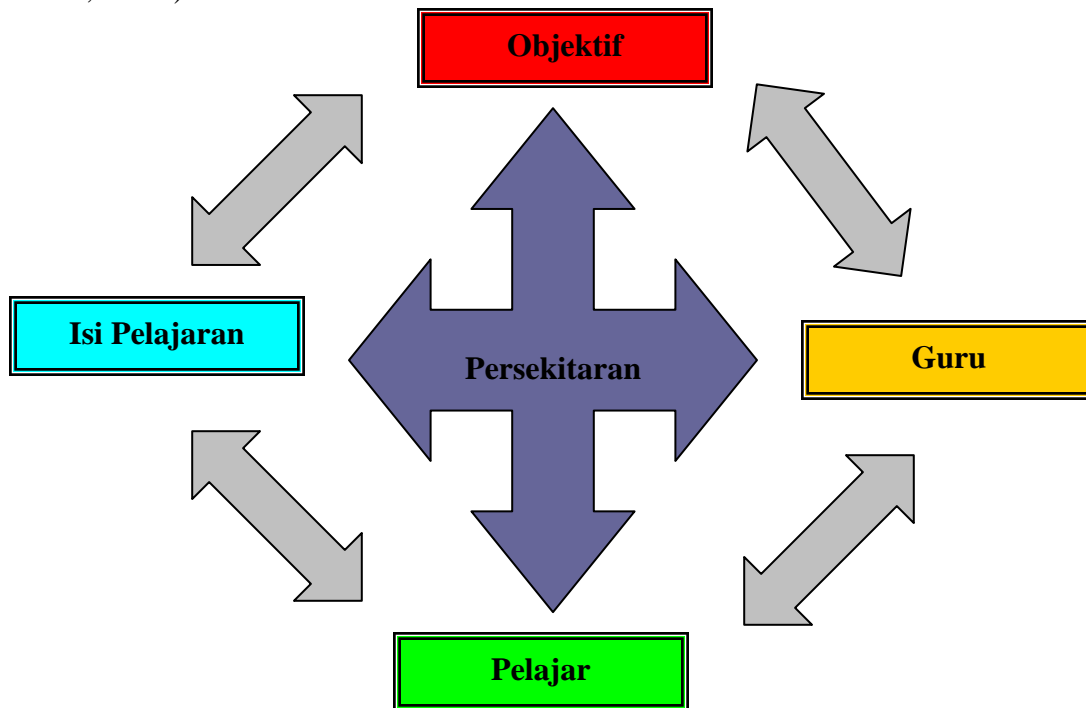 Objektif
Isi Pelajaran
Persekitaran
Guru
Pelajar